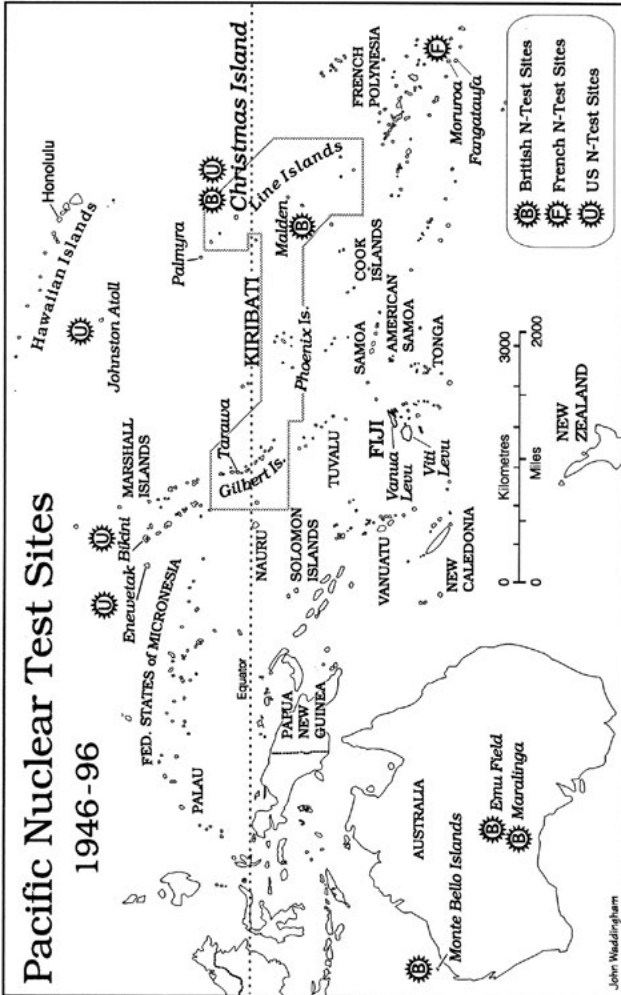 Pacific Nuclear Test Sites
1946-96
Hawaiian Islands
Honolulu
Johnston Atoll
MARSHALL
ISLANDS
Enewetak
Bikini
FED. STATES of MICRONESIA
PALAU
Palmyra
Christmas Island
Line Islands
Equator
KIRIBATI
Tarawa
Gilbert Is.
Phoenix Is.
Malden
NAURU
PAPUA
NEW
GUINEA
SOLOMON
ISLANDS
TUVALU
SAMOA
AMERICAN
SAMOA
COOK
ISLANDS
FRENCH
POLYNESIA
VANUATU
FIJI
Vanua
Levu
Viti
Levu
TONGA
NEW
CALEDONIA
Moruroa
Fangataufa
AUSTRALIA
Monte Bello Islands
Emu Field
Maralinga
NEW
ZEALAND
0 Kilometres 3000
0 Miles 2000
B British N-Test Sites
F French N-Test Sites
U US N-Test Sites
U
U
U
B
U
B
F
B
B
B
John Waddingham